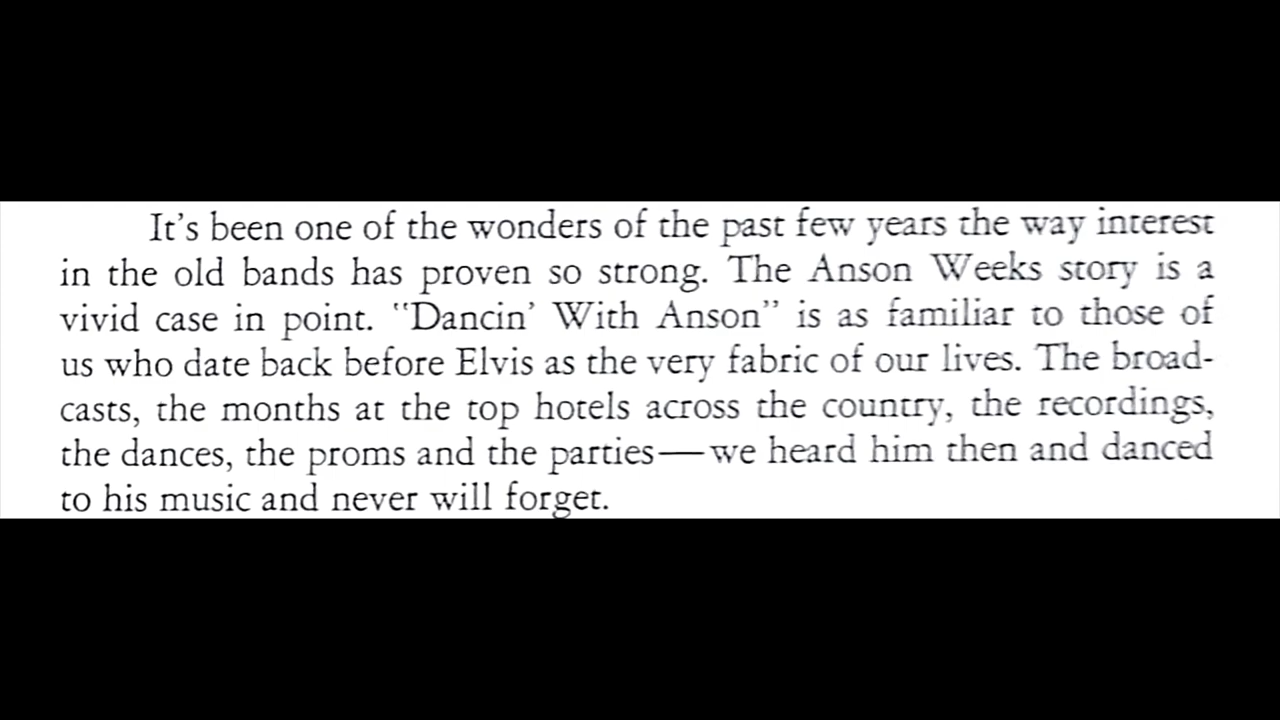 It's been one of the wonders of the past few years the way interest
in the old bands has proven so strong. The Anson Weeks story is a
vivid case in point. "Dancin' With Anson" is as familiar to those of
us who date back before Elvis as the very fabric of our lives. The broad-
casts, the months at the top hotels across the country, the recordings,
the dances, the proms and the parties—we heard him then and danced
to his music and never will forget.